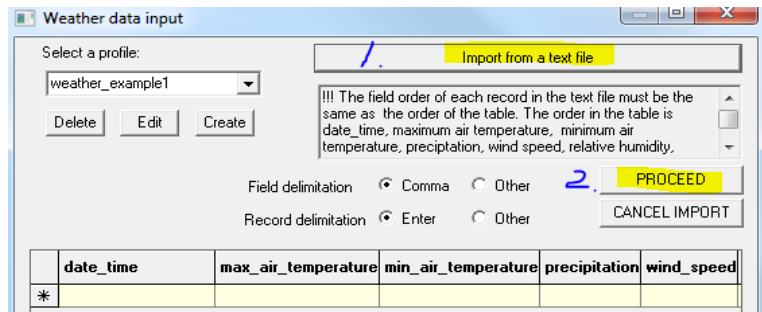 Weather data input
Select a profile:
1. Import from a text file
weather_example1
!!! The field order of each record in the text file must be the
same as the order of the table. The order in the table is
date_time, maximum air temperature, minimum air
temperature, preciptation, wind speed, relative humidity,
Delete Edit Create
Field delimitation Comma Other 2. PROCEED
Record delimitation Enter Other CANCEL IMPORT
date_time max_air_temperature min_air_temperature precipitation wind_speed
*